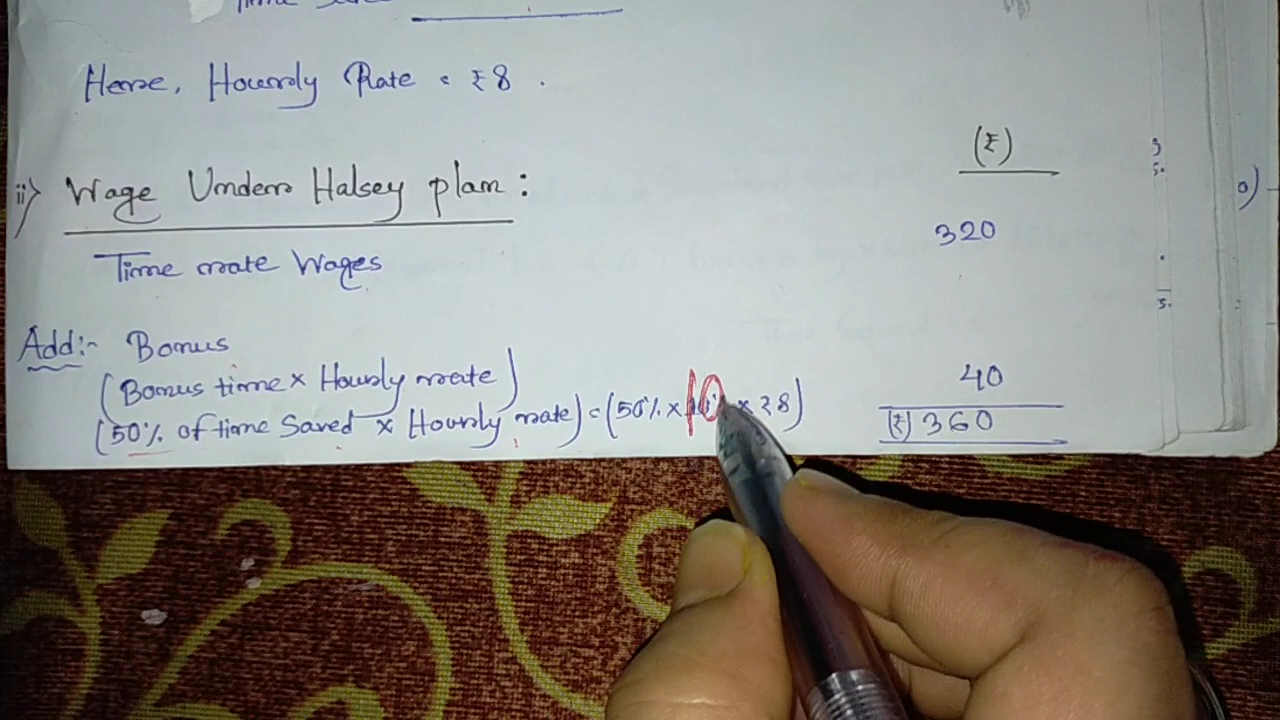 Here, Hourly Rate = ₹8.
(₹)
ii) Wage Under Halsey plan:
Time rate Wages 320
Add:- Bonus
(Bonus time x Hourly rate) 40
(50% of time Saved x Hourly rate) = (50% x 10 x ₹8) (₹) 360